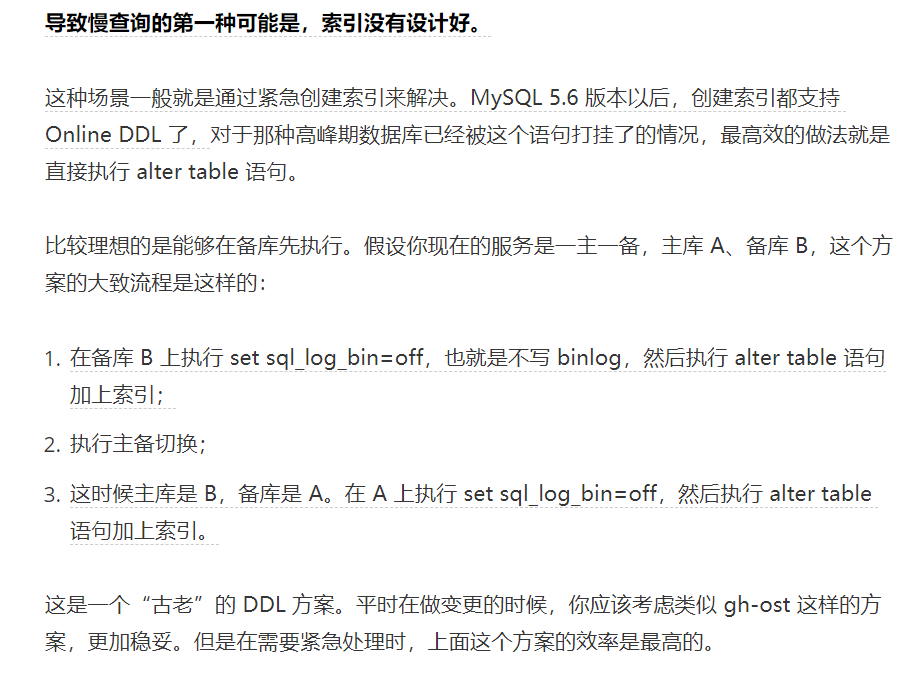 导致慢查询的第一种可能是，索引没有设计好。
这种场景一般就是通过紧急创建索引来解决。MySQL 5.6 版本以后，创建索引都支持
Online DDL 了，对于那种高峰期数据库已经被这个语句打挂了的情况，最高效的做法就是
直接执行 alter table 语句。
比较理想的是能够在备库先执行。假设你现在的服务是一主一备，主库 A、备库 B，这个方
案的大致流程是这样的：
1. 在备库 B 上执行 set sql_log_bin=off，也就是不写 binlog，然后执行 alter table 语句
加上索引；
2. 执行主备切换；
3. 这时候主库是 B，备库是 A。在 A 上执行 set sql_log_bin=off，然后执行 alter table
语句加上索引。
这是一个“古老”的 DDL 方案。平时在做变更的时候，你应该考虑类似 gh-ost 这样的方
案，更加稳妥。但是在需要紧急处理时，上面这个方案的效率是最高的。